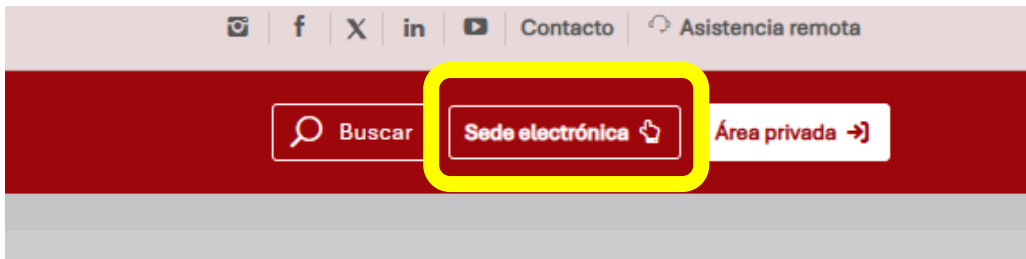 Contacto Asistencia remota
Buscar Sede electrónica Área privada